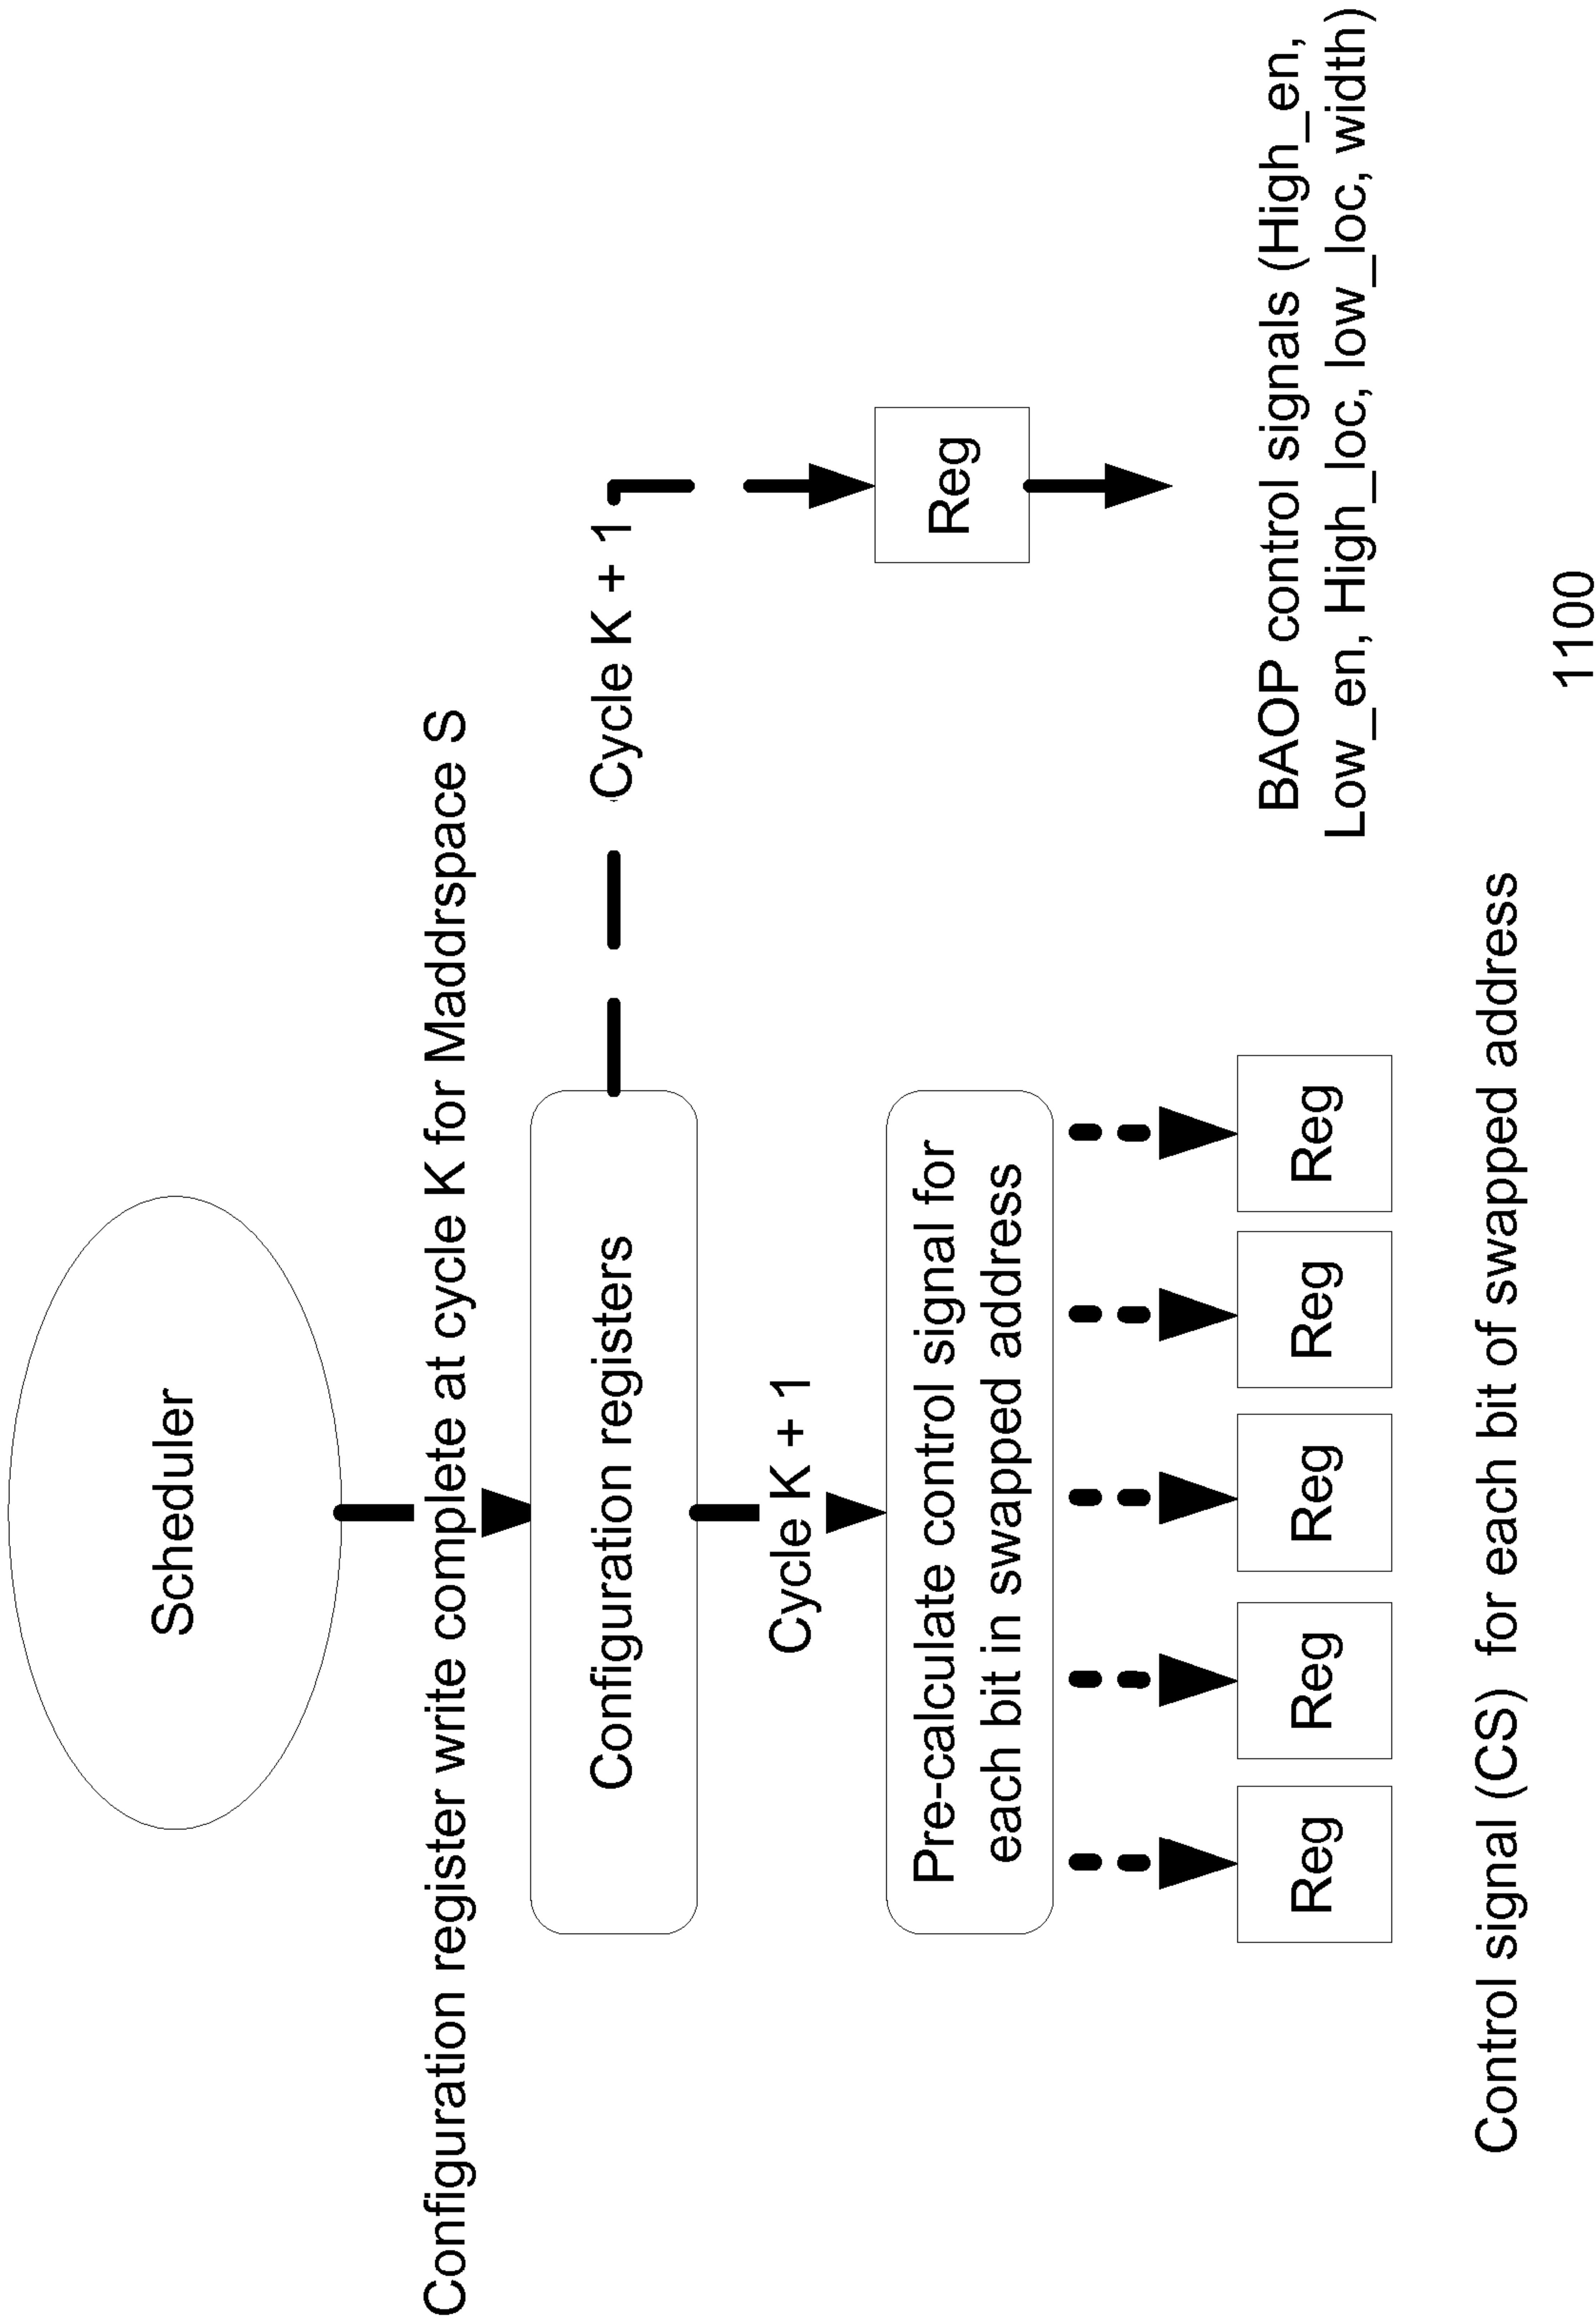 Scheduler
Configuration register write complete at cycle K for Maddrspace S
Configuration registers
Cycle K + 1
Cycle K + 1
Pre-calculate control signal for
each bit in swapped address
Reg
Reg
Reg
Reg
Reg
Reg
BAOP control signals (High_en,
Low_en, High_loc, low_loc, width)
Control signal (CS) for each bit of swapped address
1100